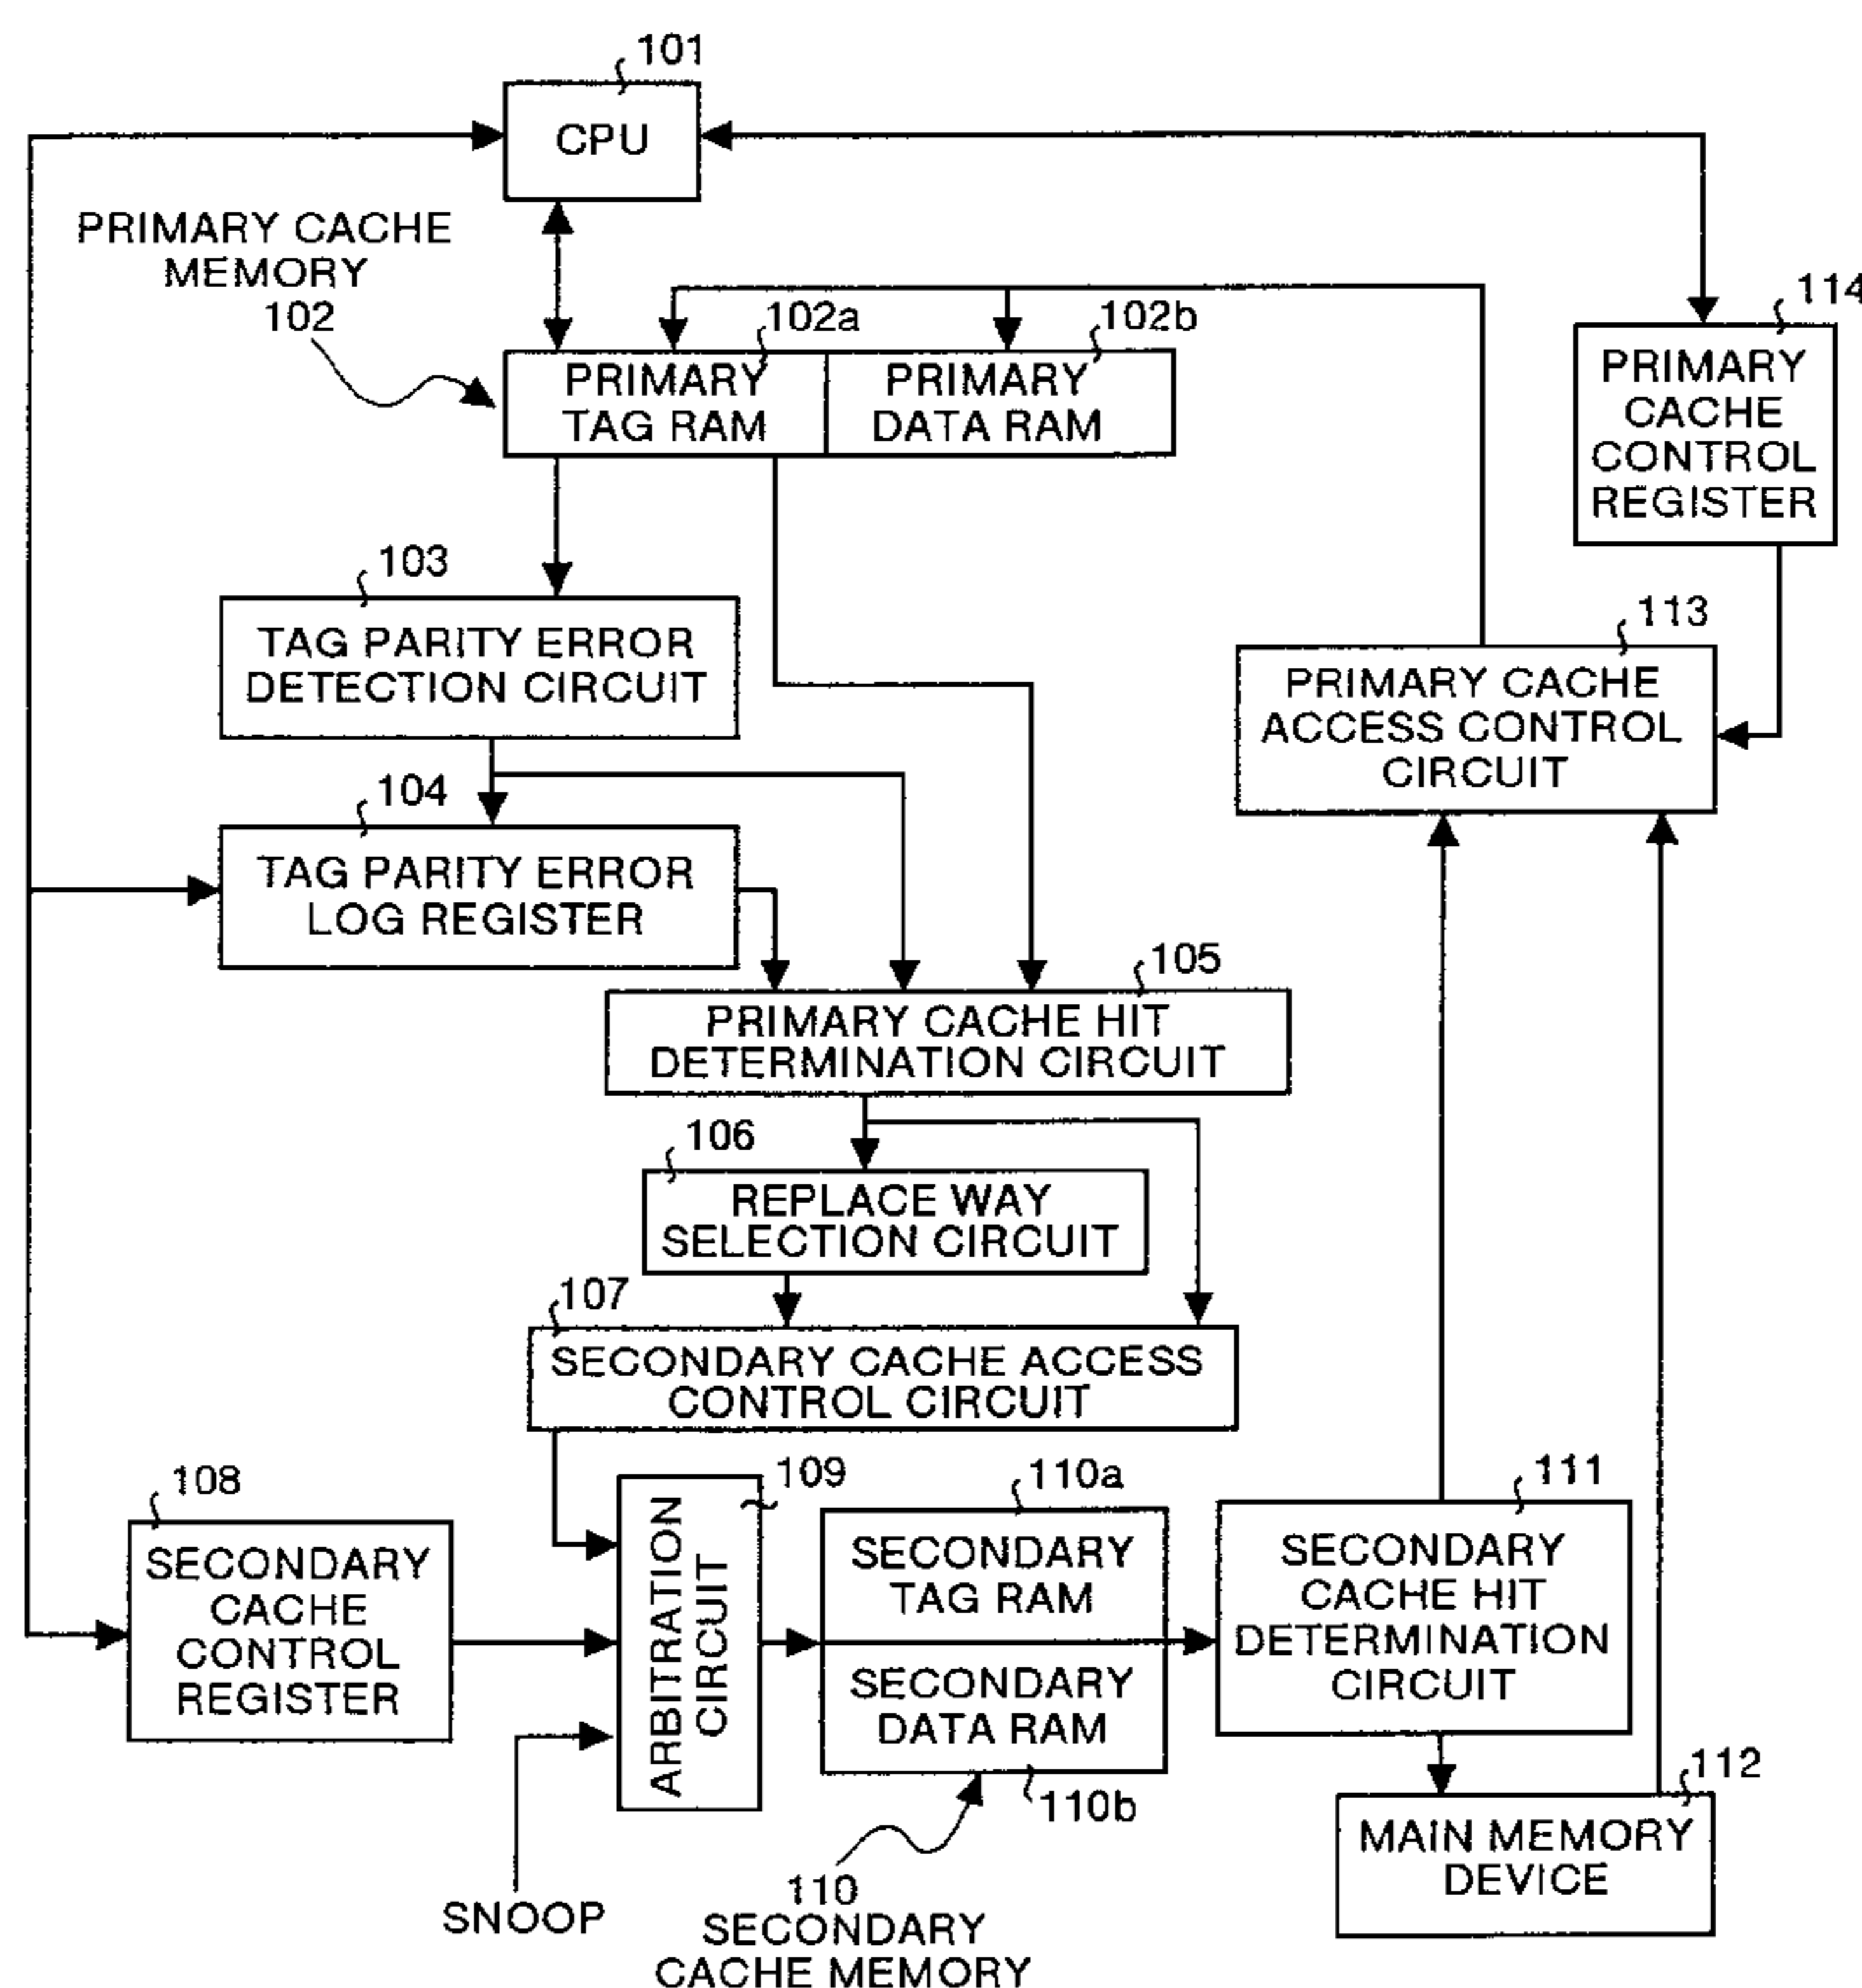 101
CPU
PRIMARY CACHE
MEMORY
102
102a
102b
114
PRIMARY
TAG RAM
PRIMARY
DATA RAM
PRIMARY
CACHE
CONTROL
REGISTER
103
TAG PARITY ERROR
DETECTION CIRCUIT
113
PRIMARY CACHE
ACCESS CONTROL
CIRCUIT
104
TAG PARITY ERROR
LOG REGISTER
105
PRIMARY CACHE HIT
DETERMINATION CIRCUIT
106
REPLACE WAY
SELECTION CIRCUIT
107
SECONDARY CACHE ACCESS
CONTROL CIRCUIT
108
SECONDARY
CACHE
CONTROL
REGISTER
109
ARBITRATION
CIRCUIT
110a
SECONDARY
TAG RAM
SECONDARY
DATA RAM
110b
111
SECONDARY
CACHE HIT
DETERMINATION
CIRCUIT
112
MAIN MEMORY
DEVICE
SNOOP
110
SECONDARY
CACHE MEMORY